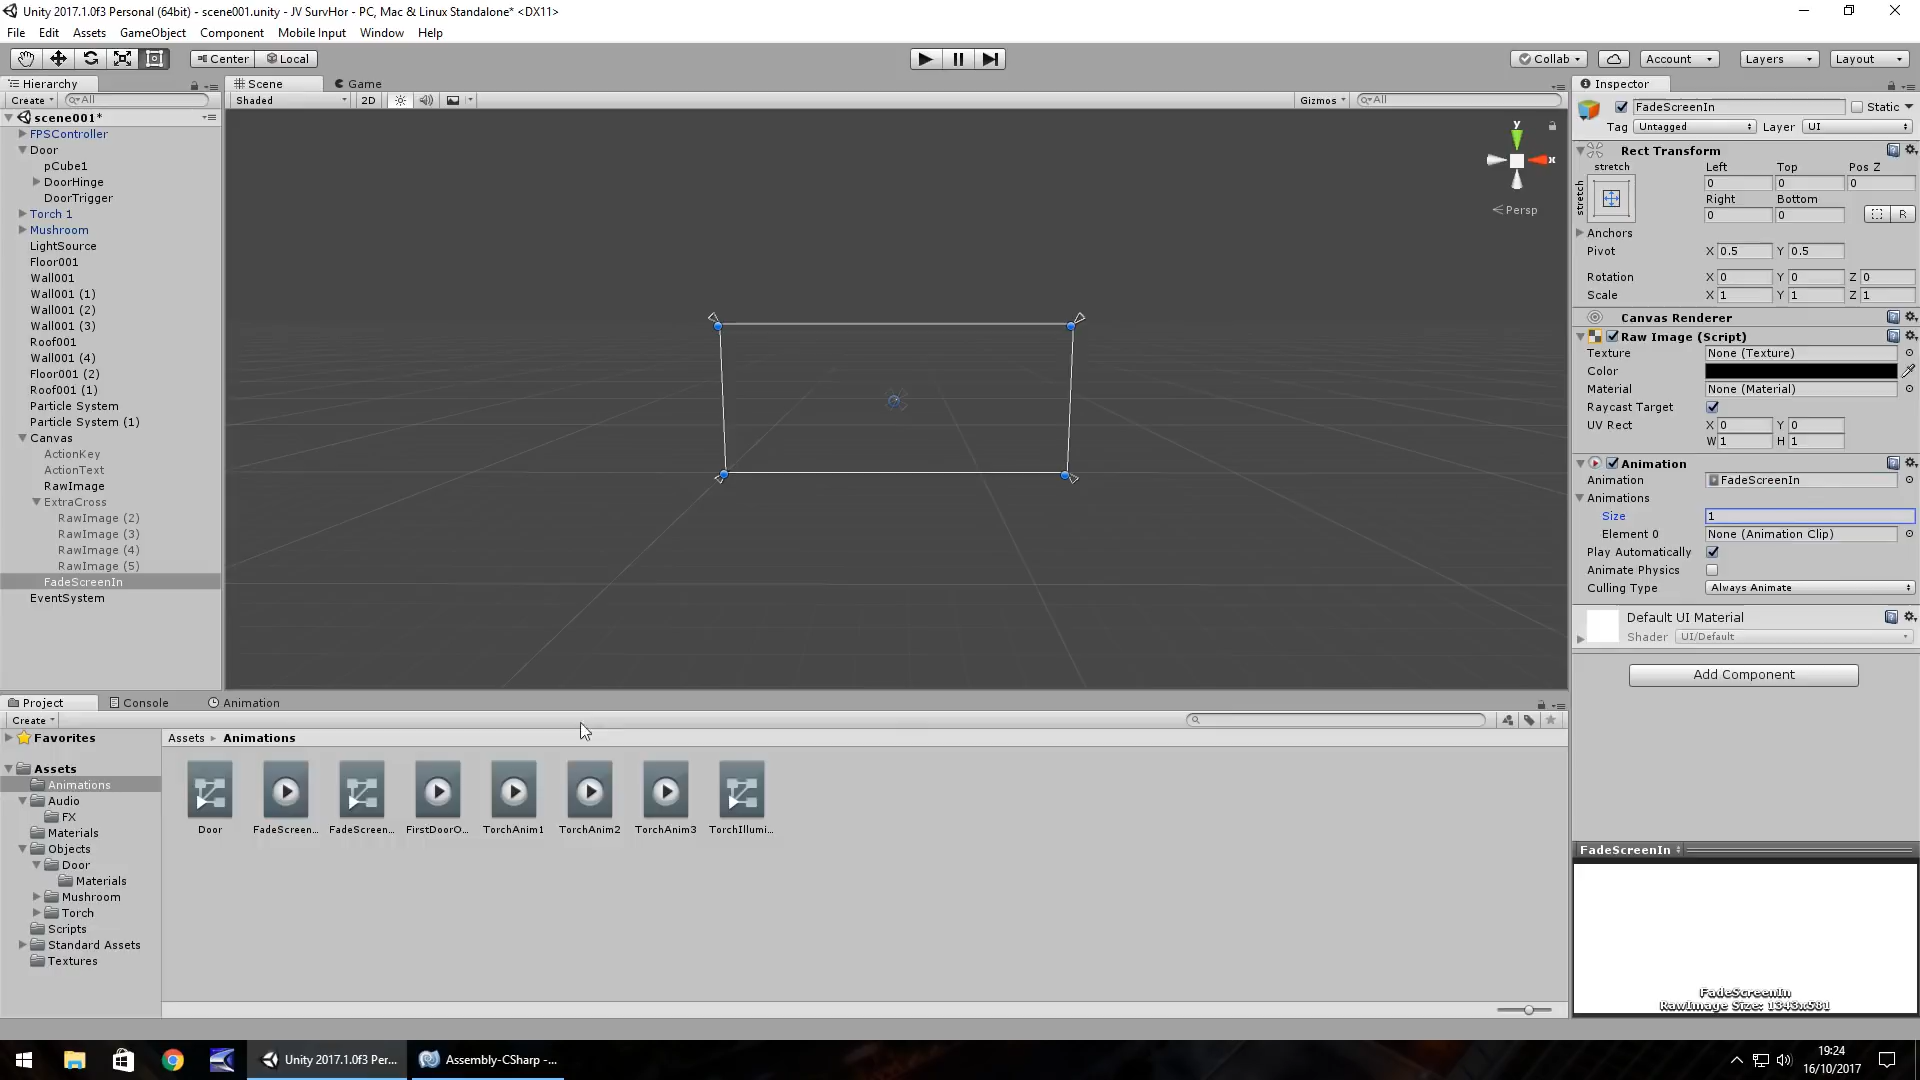 Unity 2017.1.0f3 Personal (64bit) - scene001.unity - JV SurvHor - PC, Mac & Linux Standalone* <DX11>
File Edit Assets GameObject Component Mobile Input Window Help
Center Local Collab Account Layers Layout
Hierarchy Scene Game Inspector
Create All Shaded 2D Gizmos All
FadeScreenIn Static
Tag Untagged Layer UI
scene001*
FPSController
Door
pCube1
DoorHinge
DoorTrigger
Torch 1
Mushroom
LightSource
Floor001
Wall001
Wall001 (1)
Wall001 (2)
Wall001 (3)
Roof001
Wall001 (4)
Floor001 (2)
Roof001 (1)
Particle System
Particle System (1)
Canvas
ActionKey
ActionText
RawImage
ExtraCross
RawImage (2)
RawImage (3)
RawImage (4)
RawImage (5)
FadeScreenIn
EventSystem
y
x
Persp
Rect Transform
stretch Left Top Pos Z
stretch 0 0 0
Right Bottom
0 0 R
Anchors
Pivot X 0.5 Y 0.5
Rotation X 0 Y 0 Z 0
Scale X 1 Y 1 Z 1
Canvas Renderer
Raw Image (Script)
Texture None (Texture)
Color
Material None (Material)
Raycast Target
UV Rect X 0 Y 0
W 1 H 1
Animation
Animation FadeScreenIn
Animations
Size 1
Element 0 None (Animation Clip)
Play Automatically
Animate Physics
Culling Type Always Animate
Default UI Material
Shader UI/Default
Add Component
Project Console Animation
Create
Favorites
Assets
Animations
Audio
FX
Materials
Objects
Door
Materials
Mushroom
Torch
Scripts
Standard Assets
Textures
Assets Animations
Door FadeScreen... FadeScreen... FirstDoorO... TorchAnim1 TorchAnim2 TorchAnim3 TorchIllumi...
FadeScreenIn
FadeScreenIn
RawImage Size: 1343x581
Unity 2017.1.0f3 Per... Assembly-CSharp -...
19:24
16/10/2017